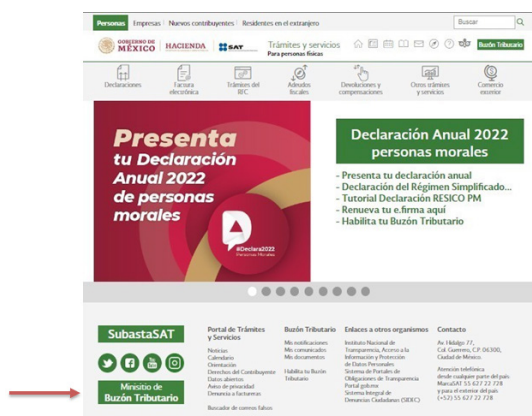 Personas Empresas Nuevos contribuyentes Residentes en el extranjero Buscar
GOBIERNO DE MÉXICO HACIENDA SAT Trámites y servicios Buzón Tributario
Para personas físicas
Declaraciones
Factura electrónica
Trámites del RFC
Adeudos fiscales
Devoluciones y compensaciones
Otros trámites y servicios
Comercio exterior
Presenta
tu Declaración
Anual 2022
de personas
morales
#Declara2022
Personas Morales
Declaración Anual 2022
personas morales
- Presenta tu declaración anual
- Declaración del Régimen Simplificado...
- Tutorial Declaración RESICO PM
- Renueva tu e.firma aquí
- Habilita tu Buzón Tributario
SubastaSAT
Minisitio de
Buzón Tributario
Portal de Trámites
y Servicios
Noticias
Calendario
Orientación
Derechos del Contribuyente
Datos abiertos
Aviso de privacidad
Denuncia a factureras
Buscador de correos falsos
Buzón Tributario
Mis notificaciones
Mis comunicados
Mis documentos
Habilita tu Buzón
Tributario
Enlaces a otros organismos
Instituto Nacional de
Transparencia, Acceso a la
Información y Protección
de Datos Personales
Sistema de Portales de
Obligaciones de Transparencia
Portal gob.mx
Sistema Integral de
Denuncias Ciudadanas (SIDEC)
Contacto
Av. Hidalgo 77,
Col. Guerrero, C.P. 06300,
Ciudad de México.
Atención telefónica
desde cualquier parte del país
MarcaSAT 55 627 22 728
y para el exterior del país
(+52) 55 627 22 728